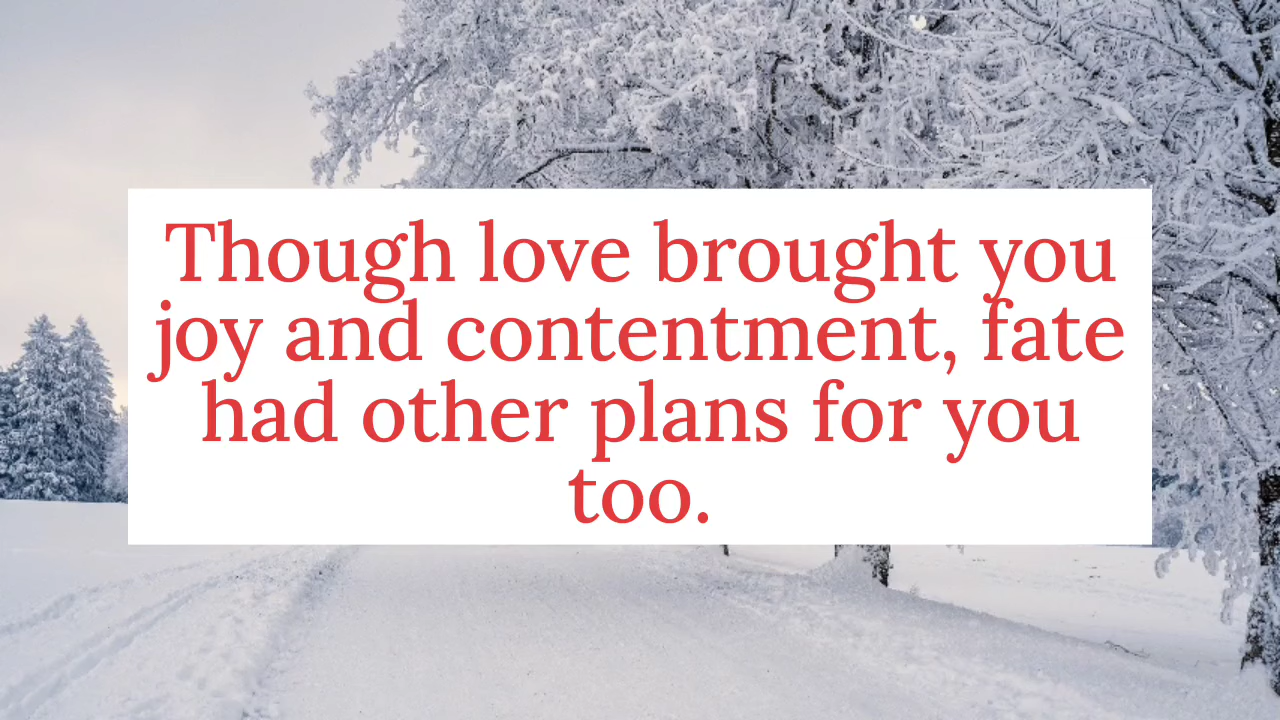 Though love brought you
joy and contentment, fate
had other plans for you
too.